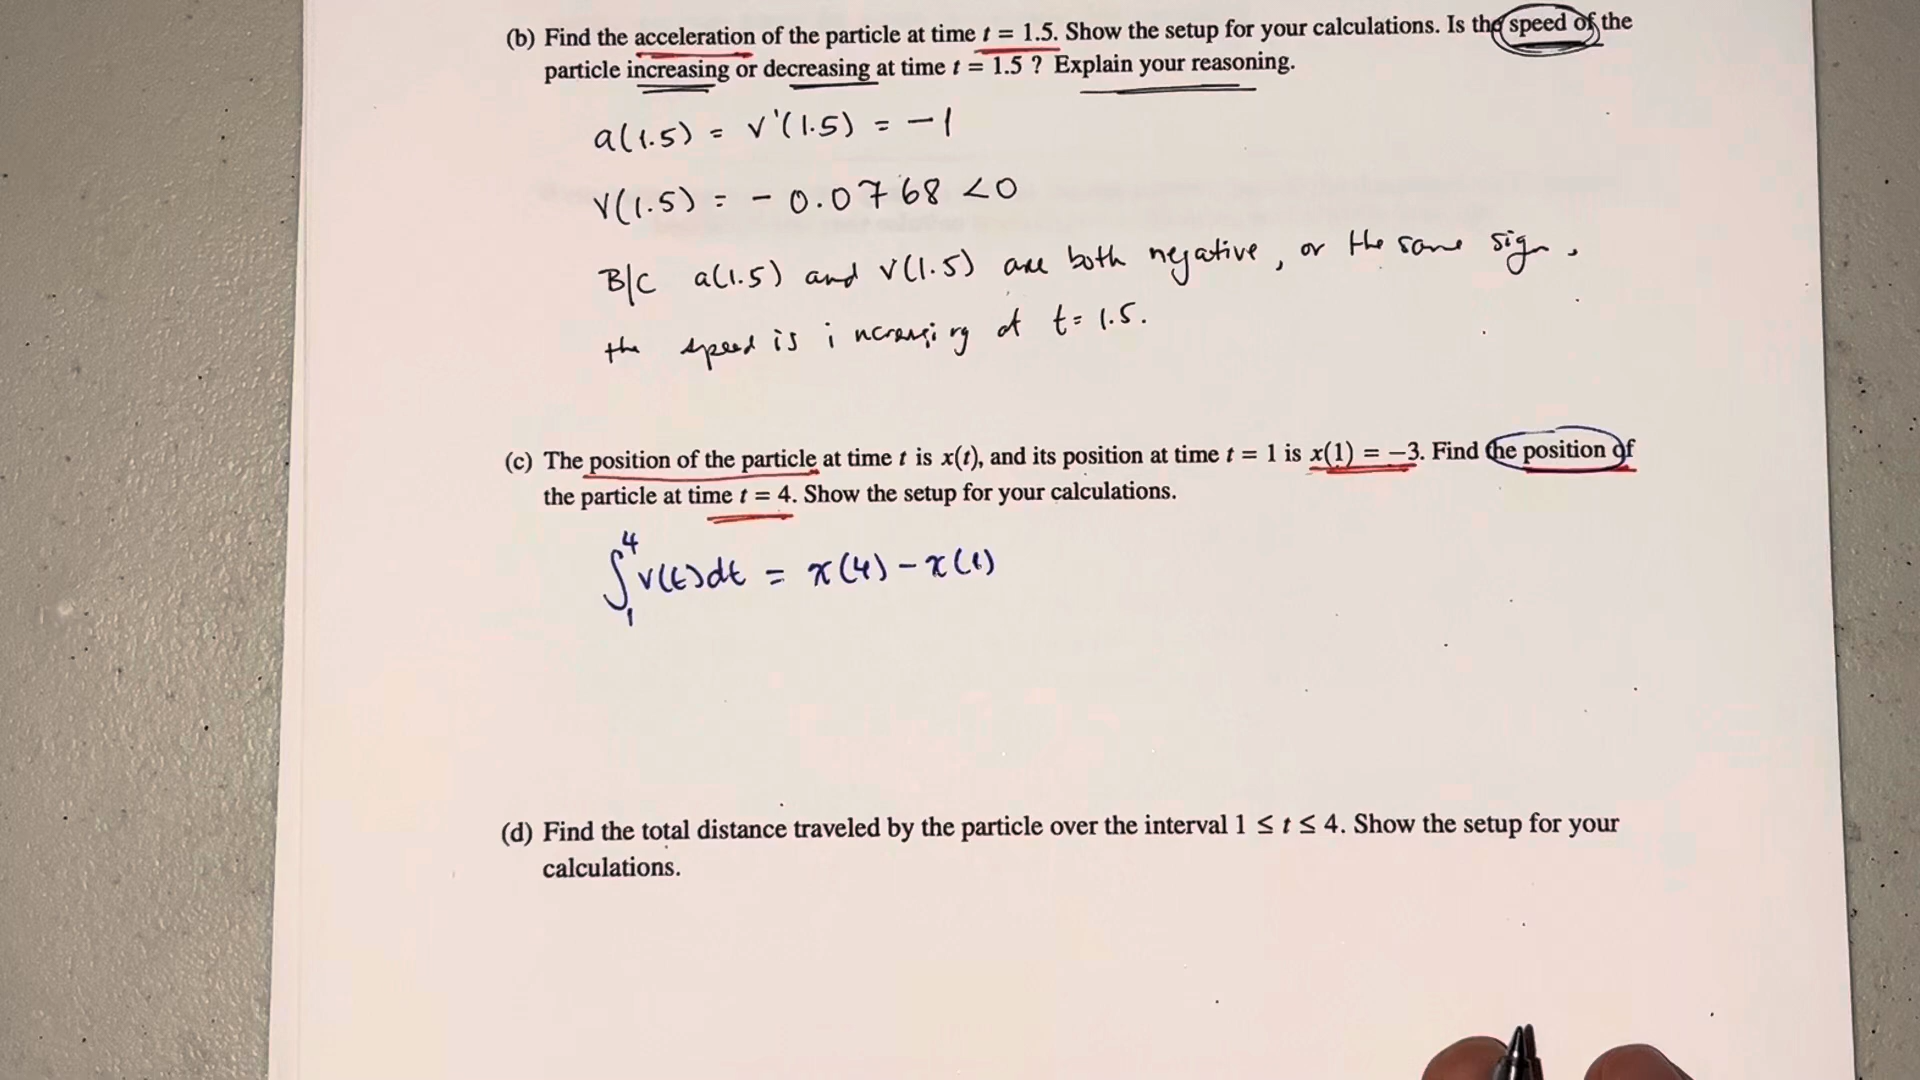 (b) Find the acceleration of the particle at time t = 1.5. Show the setup for your calculations. Is the speed of the
particle increasing or decreasing at time t = 1.5 ? Explain your reasoning.
a(1.5) = v'(1.5) = -1
v(1.5) = - 0.0768 <0
B/C a(1.5) and v(1.5) are both negative, or the same sign,
the speed is increasing at t = 1.5.
(c) The position of the particle at time t is x(t), and its position at time t = 1 is x(1) = −3. Find the position of
the particle at time t = 4. Show the setup for your calculations.
∫₁⁴ v(t)dt = x(4) - x(1)
(d) Find the total distance traveled by the particle over the interval 1 ≤ t ≤ 4. Show the setup for your
calculations.